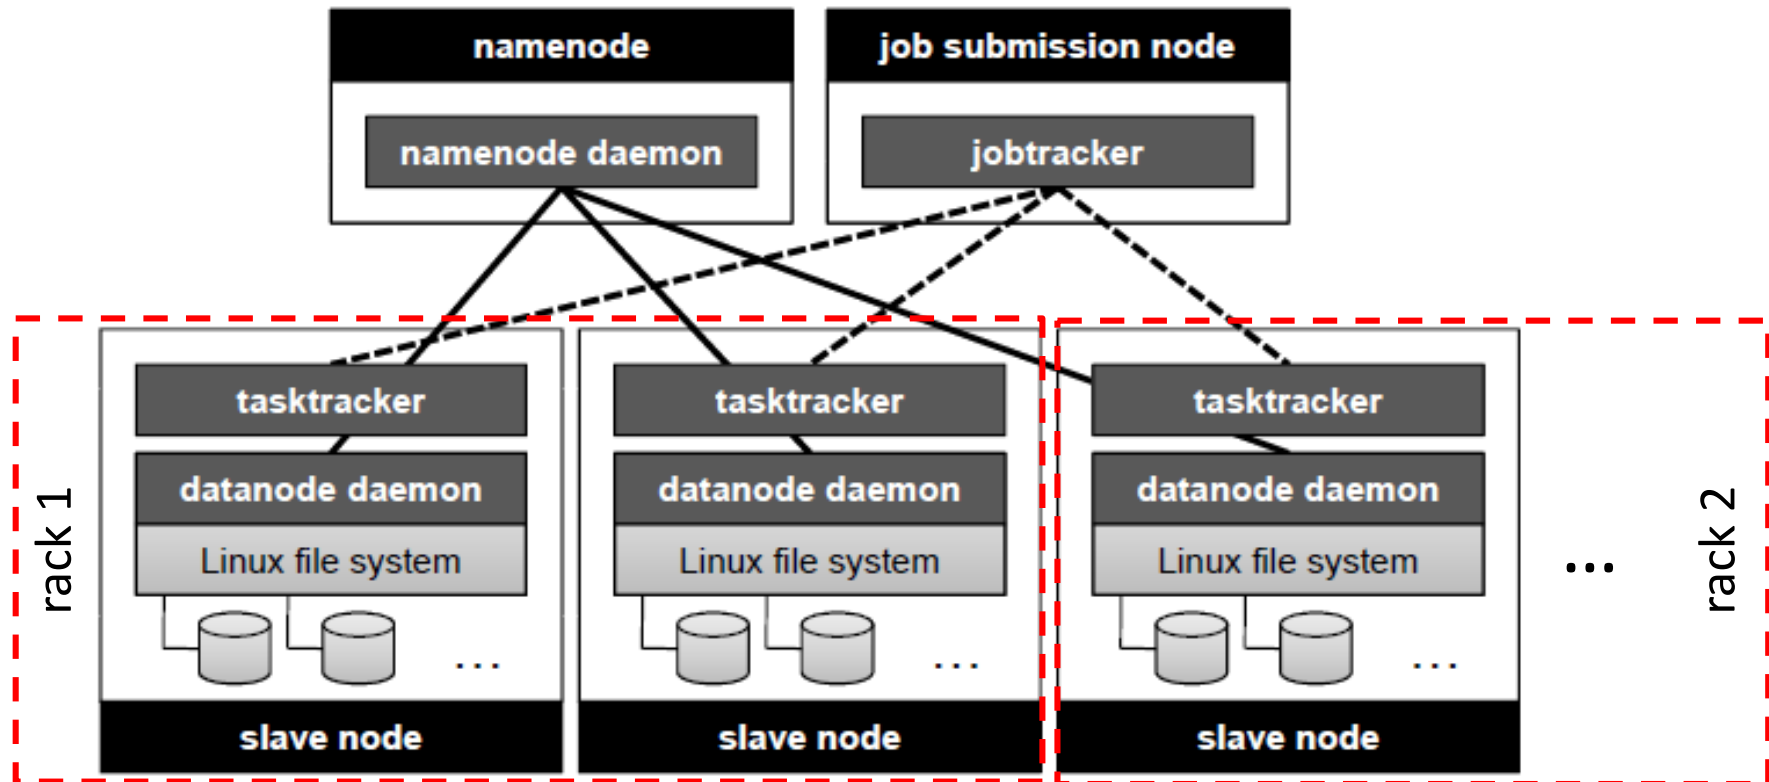 namenode
job submission node
namenode daemon
jobtracker
rack 1
tasktracker
datanode daemon
Linux file system
...
slave node
tasktracker
datanode daemon
Linux file system
...
slave node
tasktracker
datanode daemon
Linux file system
...
slave node
...
rack 2